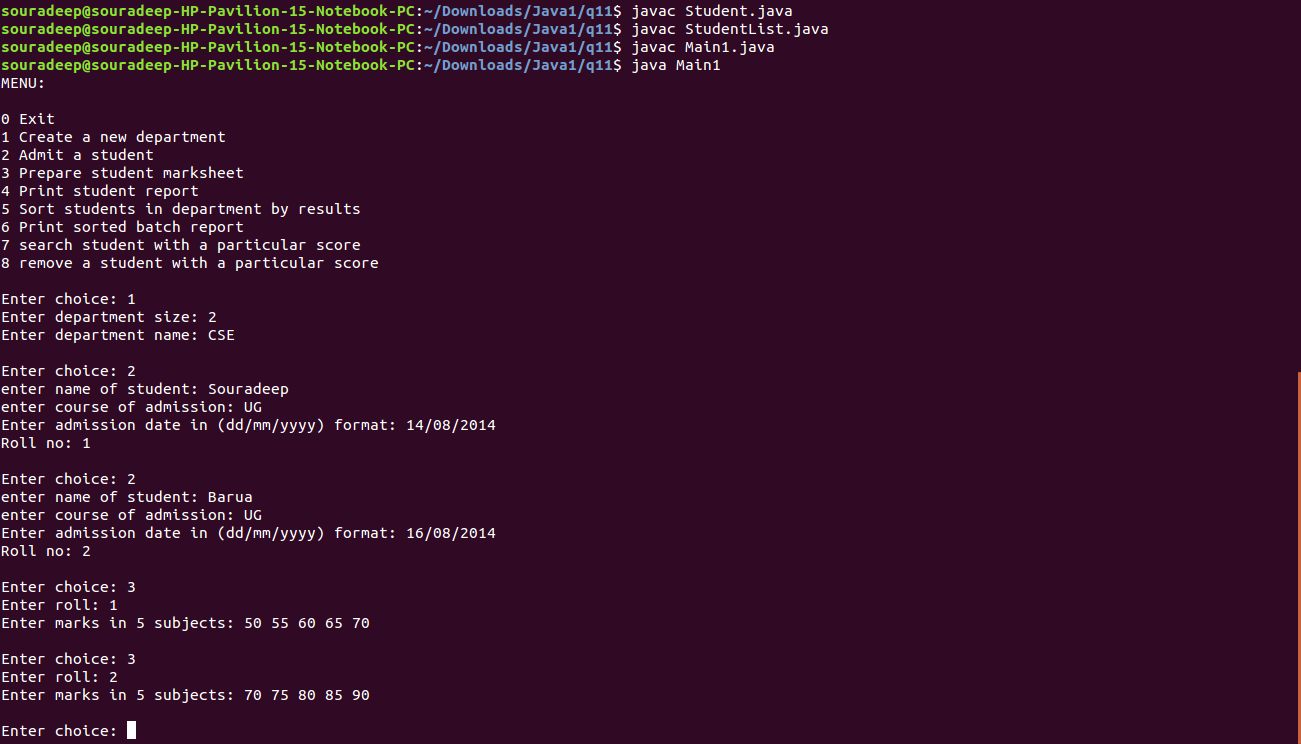 souradeep@souradeep-HP-Pavilion-15-Notebook-PC:~/Downloads/Java1/q11$ javac Student.java
souradeep@souradeep-HP-Pavilion-15-Notebook-PC:~/Downloads/Java1/q11$ javac StudentList.java
souradeep@souradeep-HP-Pavilion-15-Notebook-PC:~/Downloads/Java1/q11$ javac Main1.java
souradeep@souradeep-HP-Pavilion-15-Notebook-PC:~/Downloads/Java1/q11$ java Main1
MENU:
0 Exit
1 Create a new department
2 Admit a student
3 Prepare student marksheet
4 Print student report
5 Sort students in department by results
6 Print sorted batch report
7 search student with a particular score
8 remove a student with a particular score
Enter choice: 1
Enter department size: 2
Enter department name: CSE
Enter choice: 2
enter name of student: Souradeep
enter course of admission: UG
Enter admission date in (dd/mm/yyyy) format: 14/08/2014
Roll no: 1
Enter choice: 2
enter name of student: Barua
enter course of admission: UG
Enter admission date in (dd/mm/yyyy) format: 16/08/2014
Roll no: 2
Enter choice: 3
Enter roll: 1
Enter marks in 5 subjects: 50 55 60 65 70
Enter choice: 3
Enter roll: 2
Enter marks in 5 subjects: 70 75 80 85 90
Enter choice: